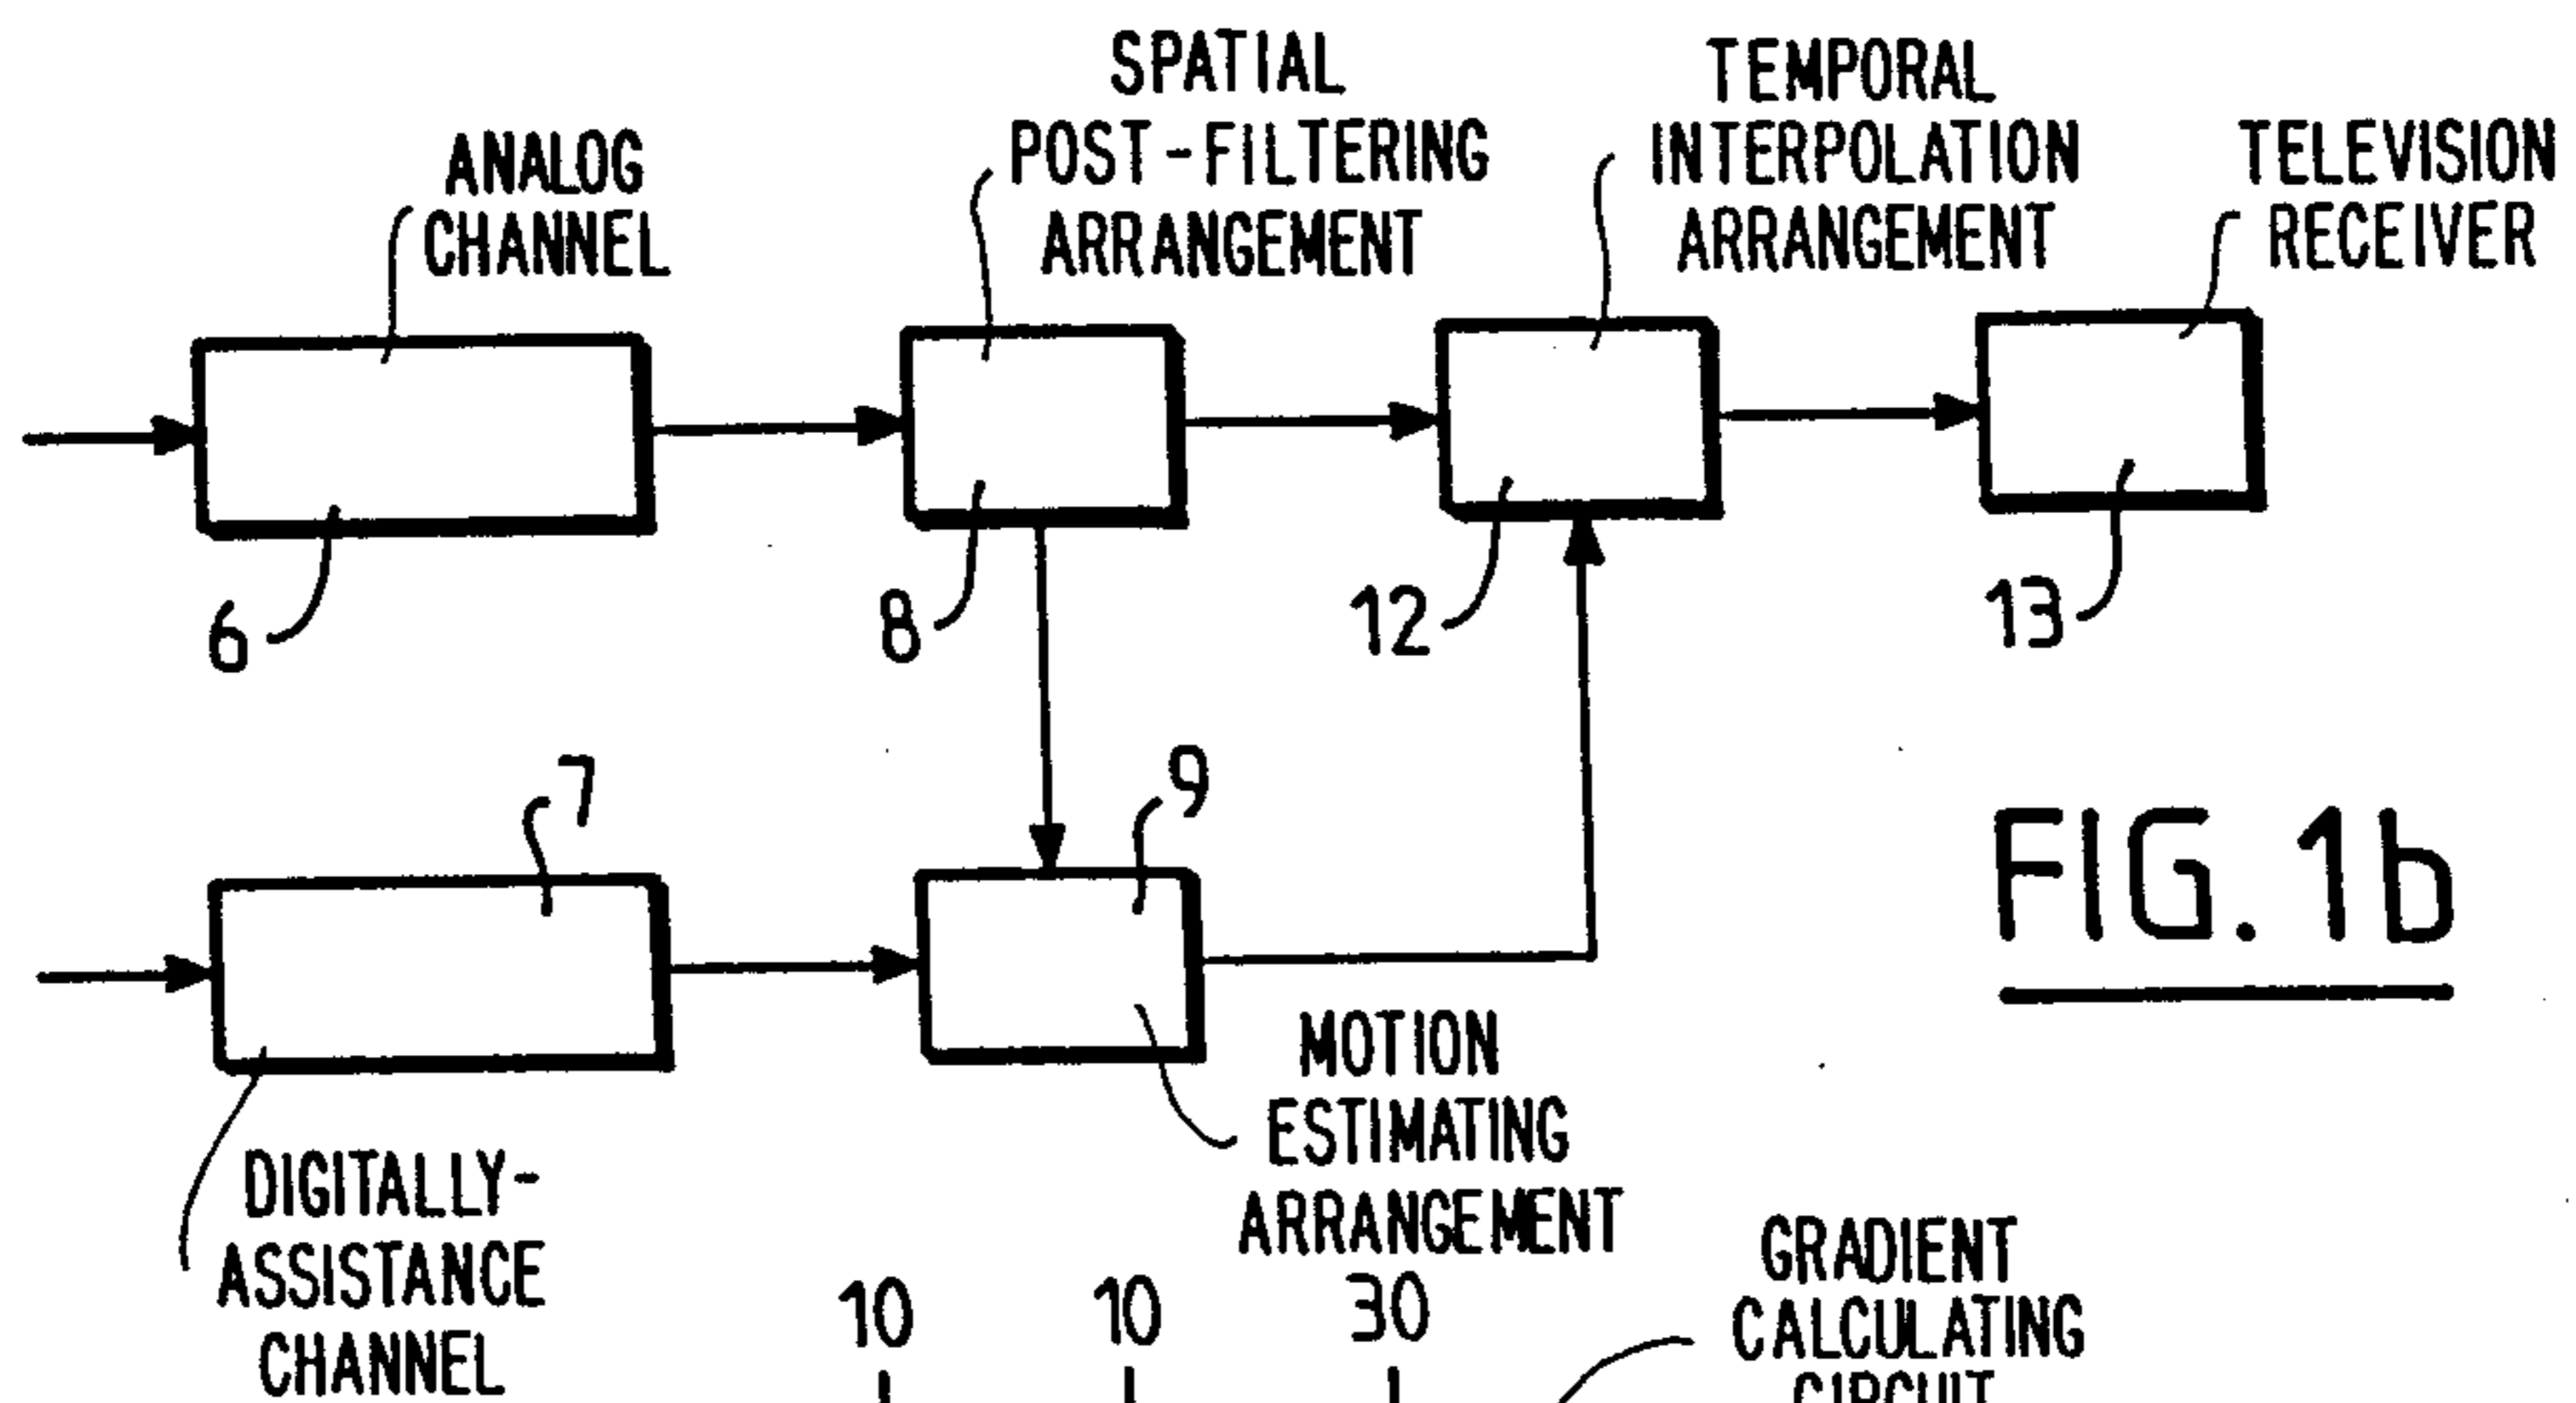 SPATIAL
POST-FILTERING
ARRANGEMENT
TEMPORAL
INTERPOLATION
ARRANGEMENT
TELEVISION
RECEIVER
ANALOG
CHANNEL
6
8
12
13
7
9
FIG. 1b
MOTION
ESTIMATING
ARRANGEMENT
DIGITALLY-
ASSISTANCE
CHANNEL
10
10
30
GRADIENT
CALCULATING
CIRCUIT